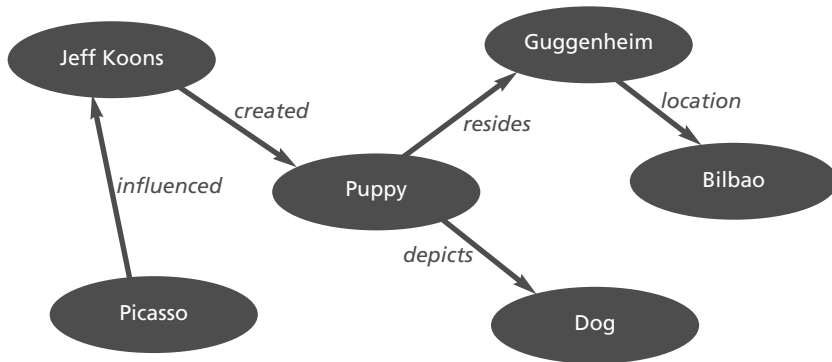 Guggenheim
Jeff Koons
created
location
resides
influenced
Puppy
Bilbao
depicts
Picasso
Dog